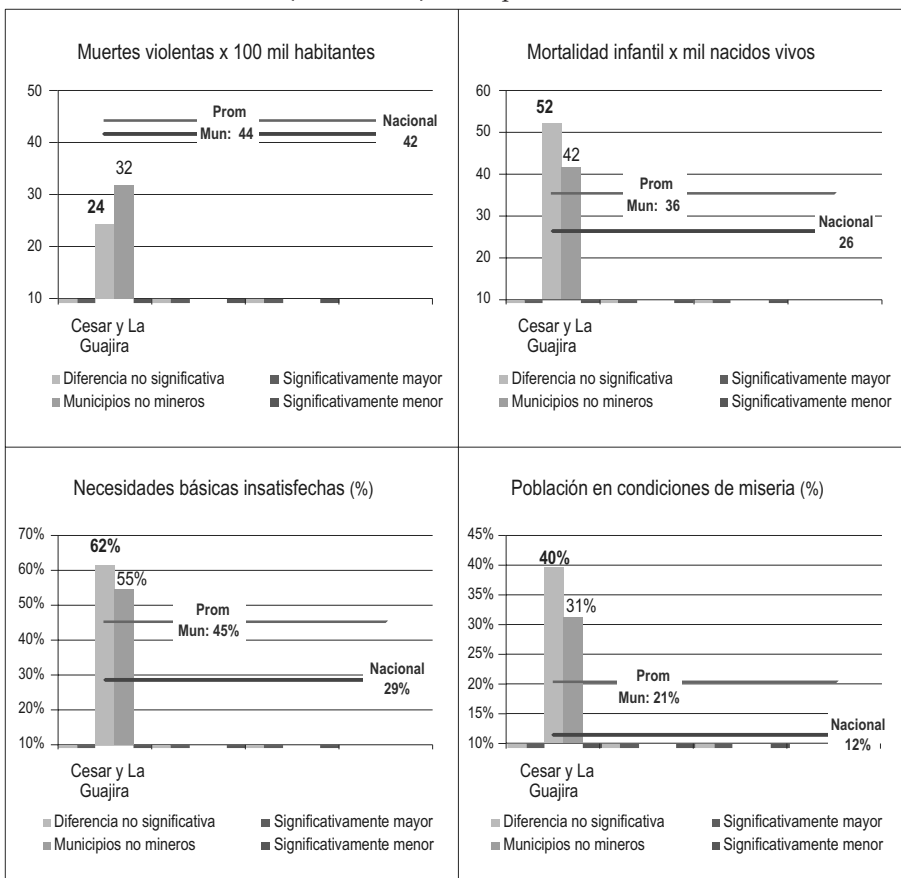 Muertes violentas x 100 mil habitantes
50
40
30
20
10
Prom
Mun: 44
Nacional
42
24
32
Cesar y La
Guajira
Diferencia no significativa
Significativamente mayor
Municipios no mineros
Significativamente menor
Mortalidad infantil x mil nacidos vivos
60
50
40
30
20
10
52
42
Prom
Mun: 36
Nacional
26
Cesar y La
Guajira
Diferencia no significativa
Significativamente mayor
Municipios no mineros
Significativamente menor
Necesidades básicas insatisfechas (%)
70%
60%
50%
40%
30%
20%
10%
62%
55%
Prom
Mun: 45%
Nacional
29%
Cesar y La
Guajira
Diferencia no significativa
Significativamente mayor
Municipios no mineros
Significativamente menor
Población en condiciones de miseria (%)
45%
40%
35%
30%
25%
20%
15%
10%
40%
31%
Prom
Mun: 21%
Nacional
12%
Cesar y La
Guajira
Diferencia no significativa
Significativamente mayor
Municipios no mineros
Significativamente menor